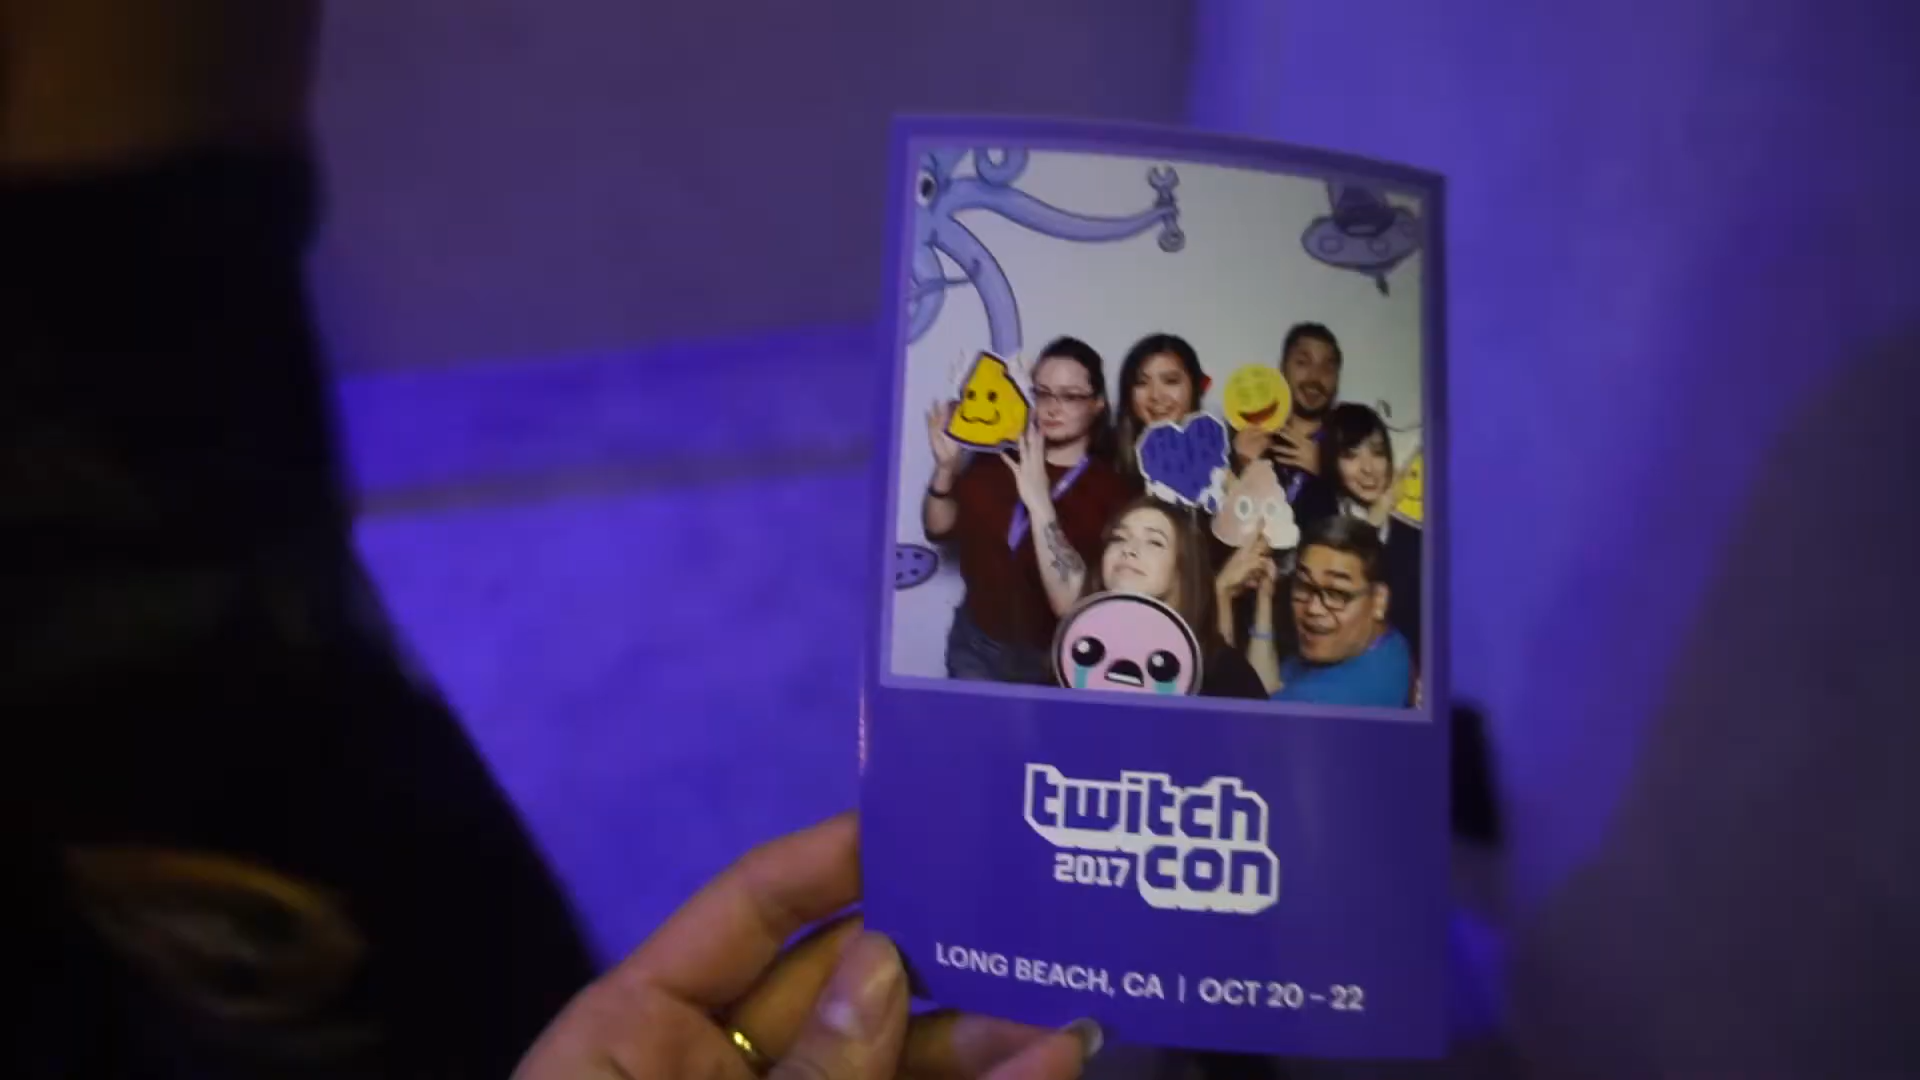 twitch
2017 con
LONG BEACH, CA | OCT 20 – 22